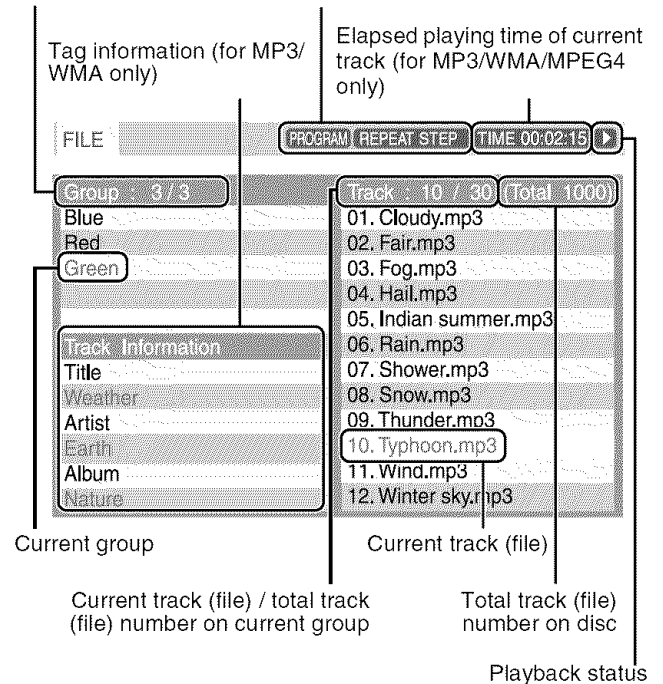 Tag information (for MP3/
WMA only)
Elapsed playing time of current
track (for MP3/WMA/MPEG4
only)
FILE
PROGRAM REPEAT STEP TIME 00:02:15
Group : 3 / 3
Blue
Red
Green
Track Information
Title
Weather
Artist
Earth
Album
Nature
Track : 10 / 30 (Total 1000)
01. Cloudy.mp3
02. Fair.mp3
03. Fog.mp3
04. Hail.mp3
05. Indian summer.mp3
06. Rain.mp3
07. Shower.mp3
08. Snow.mp3
09. Thunder.mp3
10. Typhoon.mp3
11. Wind.mp3
12. Winter sky.mp3
Current group
Current track (file)
Current track (file) / total track
(file) number on current group
Total track (file)
number on disc
Playback status